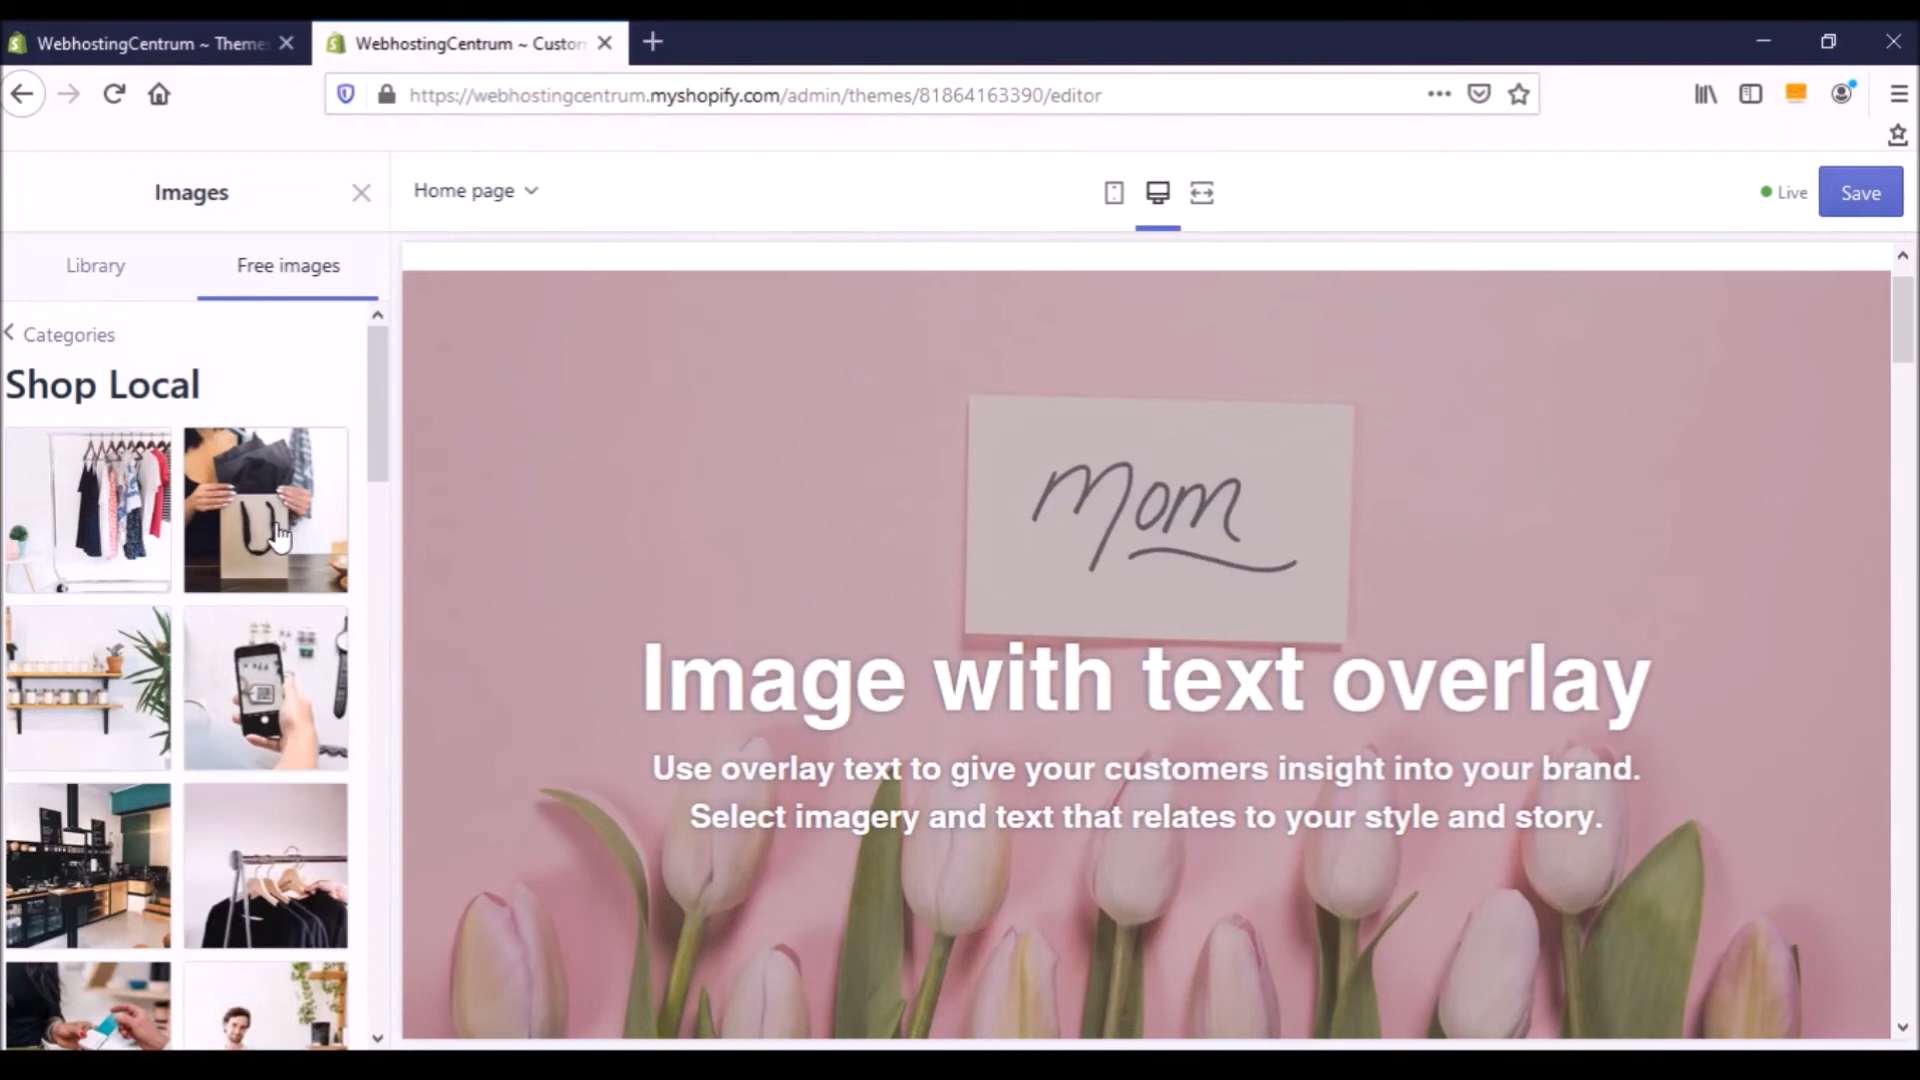 WebhostingCentrum ~ Theme
WebhostingCentrum ~ Custo
https://webhostingcentrum.myshopify.com/admin/themes/81864163390/editor
Images
Home page
Live
Save
Library
Free images
Categories
Shop Local
Mom
Image with text overlay
Use overlay text to give your customers insight into your brand.
Select imagery and text that relates to your style and story.